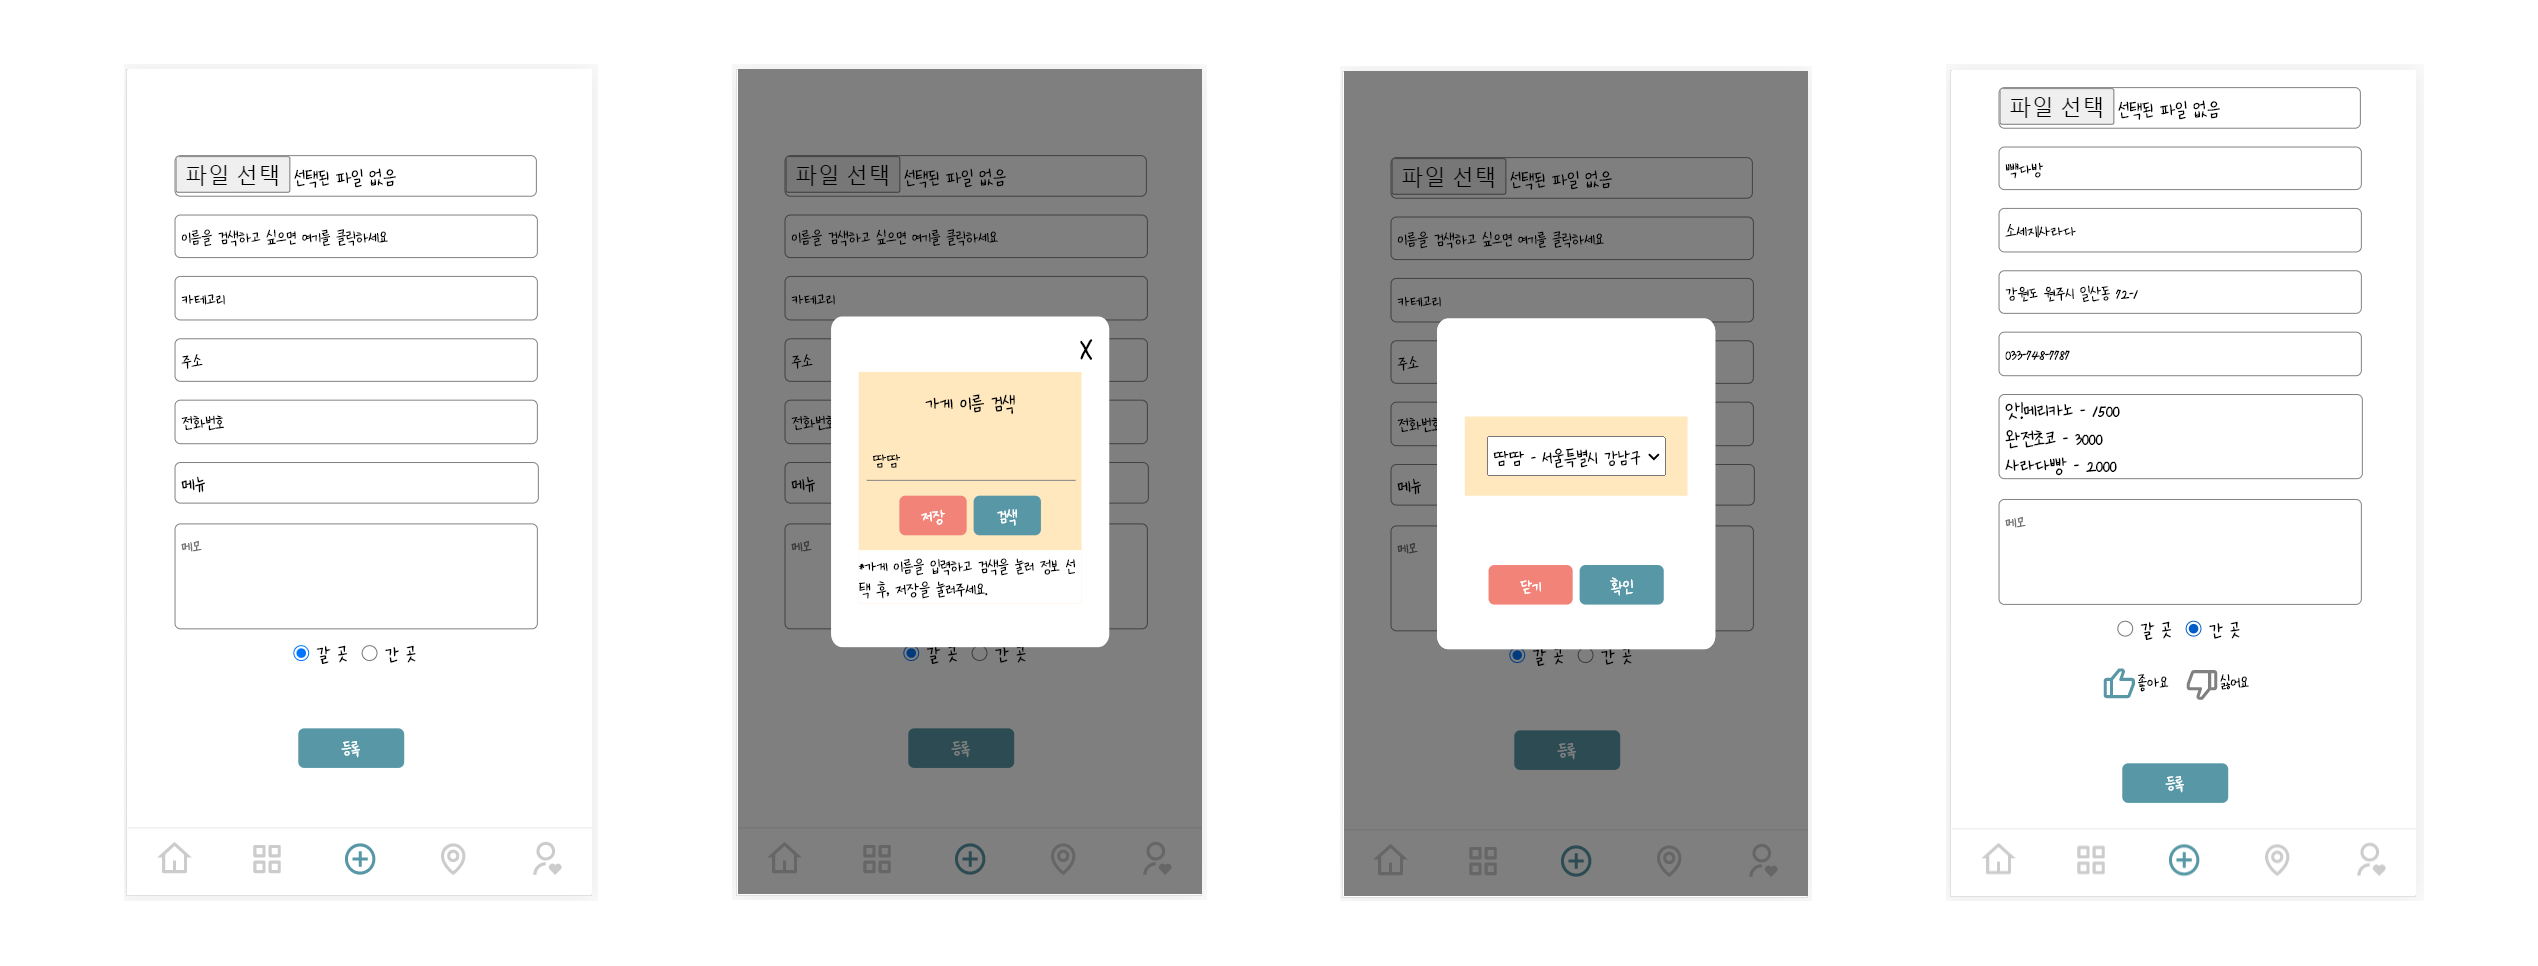 파일 선택 선택된 파일 없음
이름을 검색하고 싶으면 여기를 클릭하세요
카테고리
주소
전화번호
메뉴
메모
갈 곳 간 곳
등록
파일 선택 선택된 파일 없음
이름을 검색하고 싶으면 여기를 클릭하세요
카테고리
X
주소
가게 이름 검색
전화번호
땀땀
메뉴
저장 검색
메모
*가게 이름을 입력하고 검색을 눌러 정보 선
택 후, 저장을 눌러주세요.
갈 곳 간 곳
등록
파일 선택 선택된 파일 없음
이름을 검색하고 싶으면 여기를 클릭하세요
카테고리
주소
전화번호
땀땀 - 서울특별시 강남구
메뉴
메모
닫기 확인
갈 곳 간 곳
등록
파일 선택 선택된 파일 없음
빽다방
소세지사라다
강원도 원주시 일산동 72-1
033-748-7787
앗!메리카노 - 1500
완전초코 - 3000
사라다빵 - 2000
메모
갈 곳 간 곳
좋아요 싫어요
등록